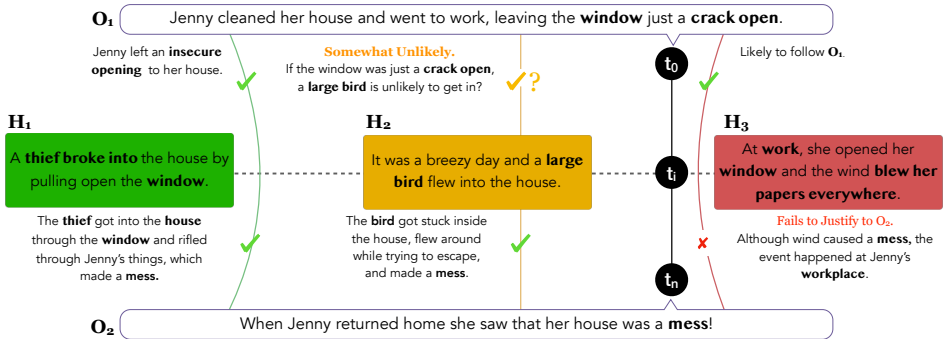 O₁ Jenny cleaned her house and went to work, leaving the window just a crack open.
Jenny left an insecure
opening to her house.
Somewhat Unlikely.
If the window was just a crack open,
a large bird is unlikely to get in?
?
t₀
Likely to follow O₁.
H₁
A thief broke into the house by
pulling open the window.
H₂
It was a breezy day and a large
bird flew into the house.
tᵢ
H₃
At work, she opened her
window and the wind blew her
papers everywhere.
The thief got into the house
through the window and rifled
through Jenny's things, which
made a mess.
The bird got stuck inside
the house, flew around
while trying to escape,
and made a mess.
Fails to Justify to O₂.
Although wind caused a mess, the
event happened at Jenny's
workplace.
tₙ
O₂ When Jenny returned home she saw that her house was a mess!